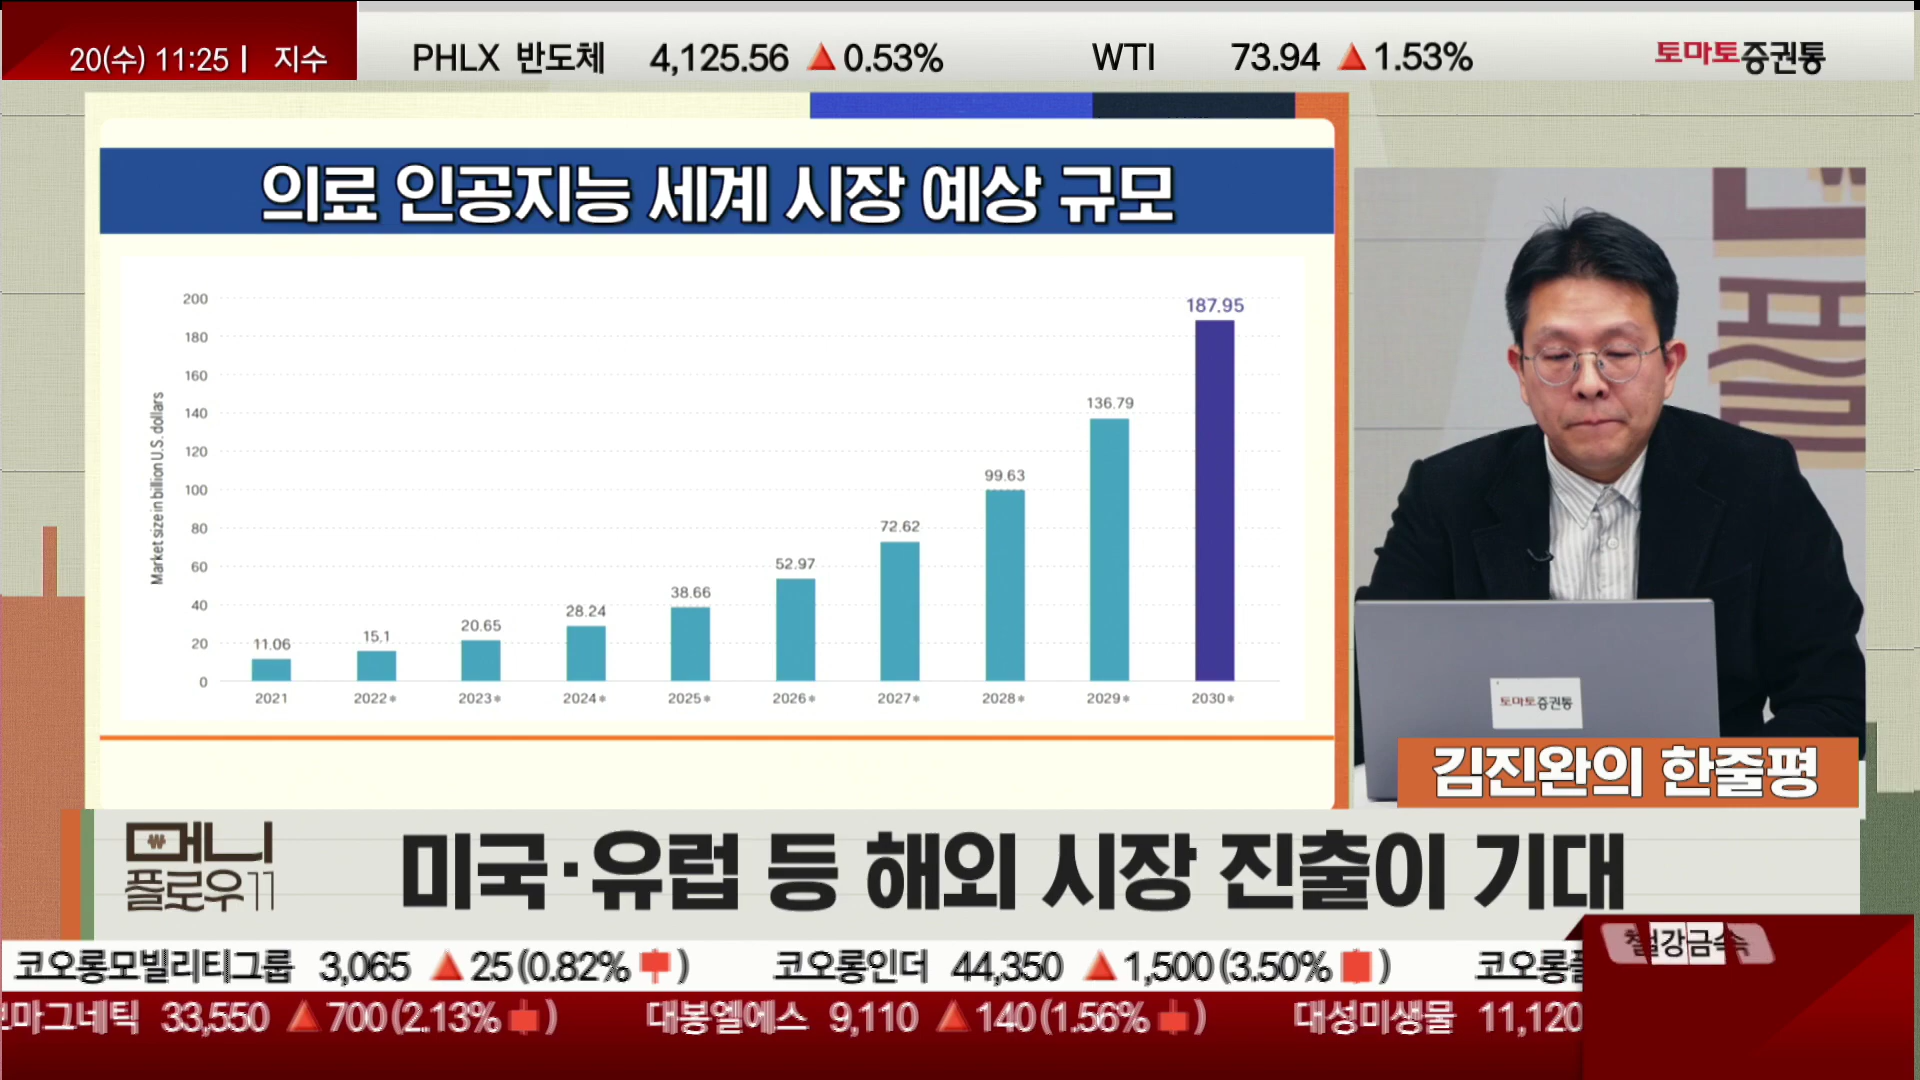 20(수) 11:25 | 지수
PHLX 반도체 4,125.56 ▲ 0.53%
WTI 73.94 ▲ 1.53%
토마토증권통
의료 인공지능 세계 시장 예상 규모
Market size in billion U.S. dollars
200
180
160
140
120
100
80
60
40
20
0
11.06
15.1
20.65
28.24
38.66
52.97
72.62
99.63
136.79
187.95
2021
2022*
2023*
2024*
2025*
2026*
2027*
2028*
2029*
2030*
토마토증권통
김진완의 한줄평
머니
플로우11
미국·유럽 등 해외 시장 진출이 기대
코오롱모빌리티그룹 3,065 ▲ 25 (0.82%) 코오롱인더 44,350 ▲ 1,500 (3.50%) 코오롱
마그네틱 33,550 ▲ 700 (2.13%) 대봉엘에스 9,110 ▲ 140 (1.56%) 대성미생물 11,120